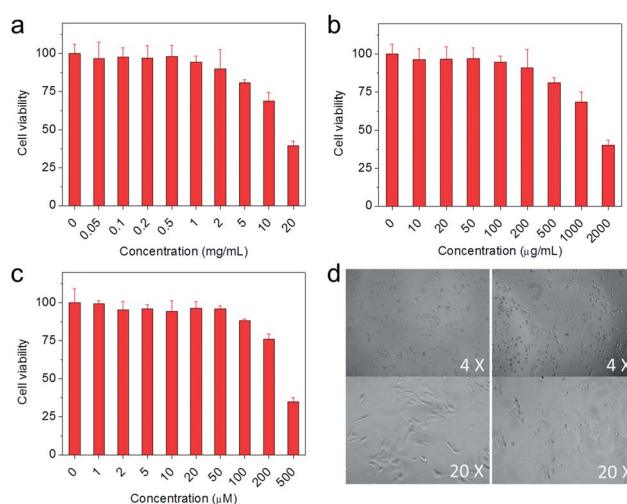 a
100
75
50
25
0
Cell viability
0 0.05 0.1 0.2 0.5 1 2 5 10 20
Concentration (mg/mL)
b
100
75
50
25
0
Cell viability
0 10 20 50 100 200 500 1000 2000
Concentration (μg/mL)
c
100
75
50
25
0
Cell viability
0 1 2 5 10 20 50 100 200 500
Concentration (μM)
d
4 X
4 X
20 X
20 X